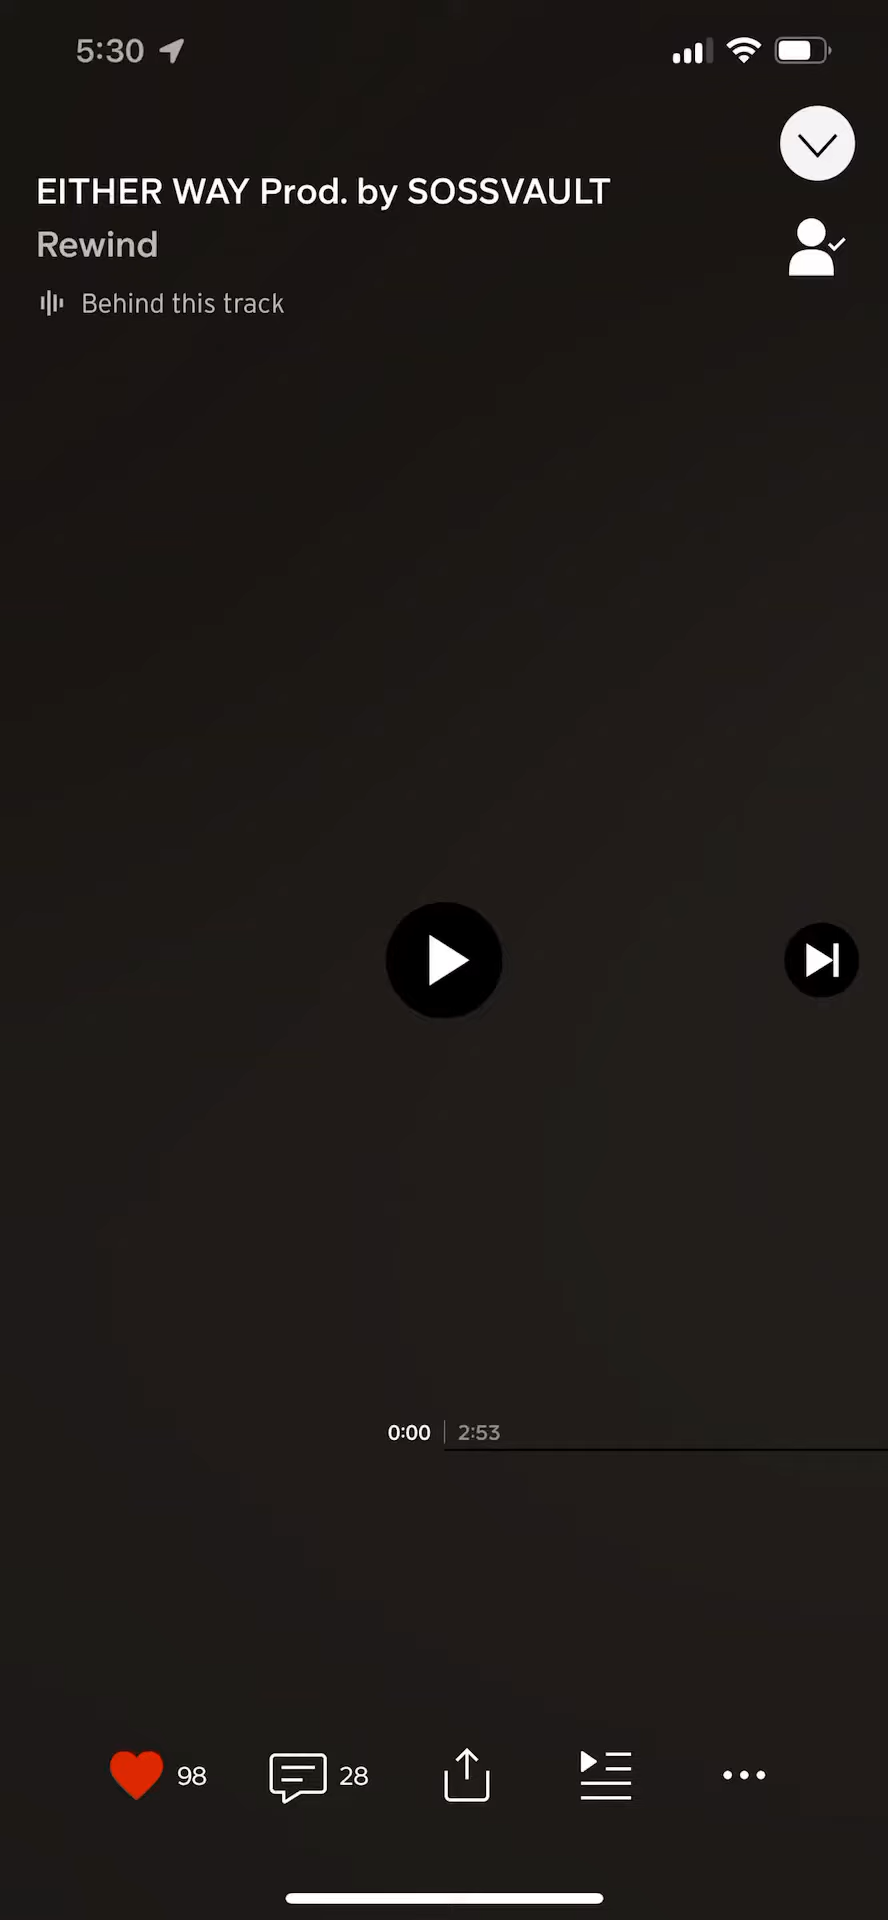 5:30
EITHER WAY Prod. by SOSSVAULT
Rewind
Behind this track
0:00 2:53
98 28